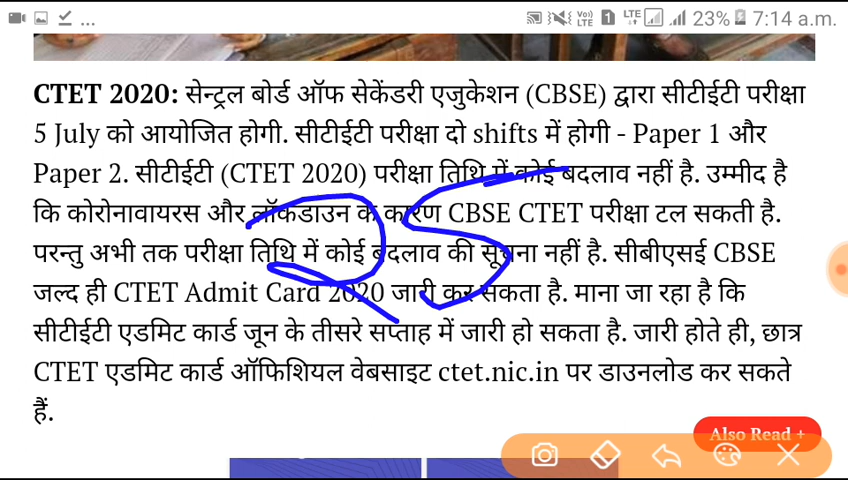 ... LTE 1 LTE 23% 7:14 a.m.
CTET 2020: सेन्ट्रल बोर्ड ऑफ सेकेंडरी एजुकेशन (CBSE) द्वारा सीटीईटी परीक्षा
5 July को आयोजित होगी. सीटीईटी परीक्षा दो shifts में होगी - Paper 1 और
Paper 2. सीटीईटी (CTET 2020) परीक्षा तिथि में कोई बदलाव नहीं है. उम्मीद है
कि कोरोनावायरस और लॉकडाउन के कारण CBSE CTET परीक्षा टल सकती है.
परन्तु अभी तक परीक्षा तिथि में कोई बदलाव की सूचना नहीं है. सीबीएसई CBSE
जल्द ही CTET Admit Card 2020 जारी कर सकता है. माना जा रहा है कि
सीटीईटी एडमिट कार्ड जून के तीसरे सप्ताह में जारी हो सकता है. जारी होते ही, छात्र
CTET एडमिट कार्ड ऑफिशियल वेबसाइट ctet.nic.in पर डाउनलोड कर सकते
हैं.
Also Read +
25